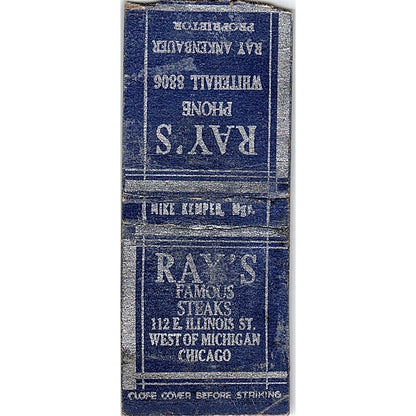 RAY'S
PHONE
WHITEHALL 8806
RAY ANKENBAUER
PROPRIETOR
MIKE KEMPER, Mgr.
RAY'S
FAMOUS
STEAKS
112 E. ILLINOIS ST.
WEST OF MICHIGAN
CHICAGO
CLOSE COVER BEFORE STRIKING